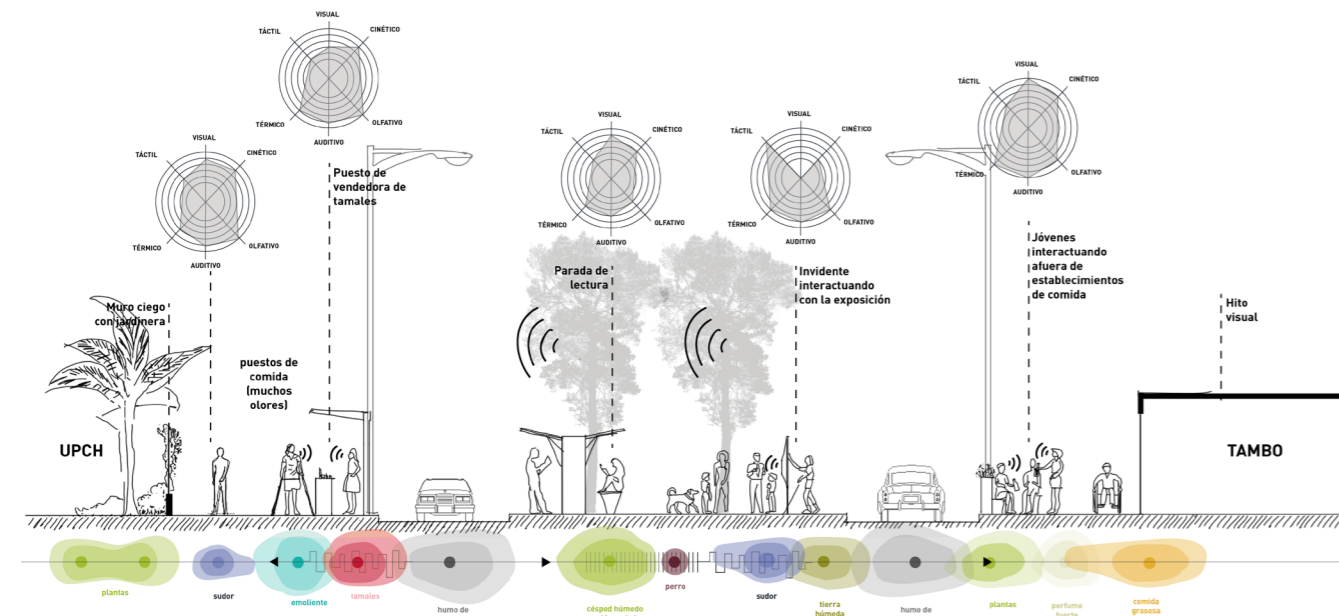 VISUAL
TÁCTIL
CINÉTICO
TÉRMICO
OLFATIVO
AUDITIVO
VISUAL
TÁCTIL
CINÉTICO
TÉRMICO
OLFATIVO
AUDITIVO
VISUAL
TÁCTIL
CINÉTICO
TÉRMICO
OLFATIVO
AUDITIVO
VISUAL
TÁCTIL
CINÉTICO
TÉRMICO
OLFATIVO
AUDITIVO
VISUAL
TÁCTIL
CINÉTICO
TÉRMICO
OLFATIVO
AUDITIVO
Muro ciego
con jardinera
puestos de
comida
(muchos
olores)
Puesto de
vendedora de
tamales
Parada de
lectura
Invidente
interactuando
con la exposición
Jóvenes
interactuando
afuera de
establecimientos
de comida
Hito
visual
UPCH
TAMBO
plantas
sudor
emoliente
tamales
humo de
césped húmedo
perro
sudor
tierra
húmeda
humo de
plantas
perfume
fuerte
comida
grasosa